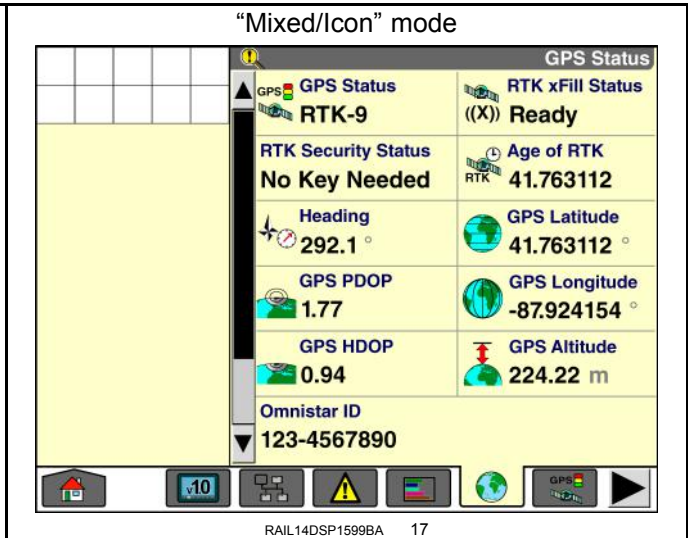 “Mixed/Icon” mode
GPS Status
GPS
GPS Status
RTK-9
RTK xFill Status
((X)) Ready
RTK Security Status
No Key Needed
Age of RTK
RTK
41.763112
Heading
292.1 °
GPS Latitude
41.763112 °
GPS PDOP
1.77
GPS Longitude
-87.924154 °
GPS HDOP
0.94
GPS Altitude
224.22 m
Omnistar ID
123-4567890
v10
GPS
RAIL14DSP1599BA 17